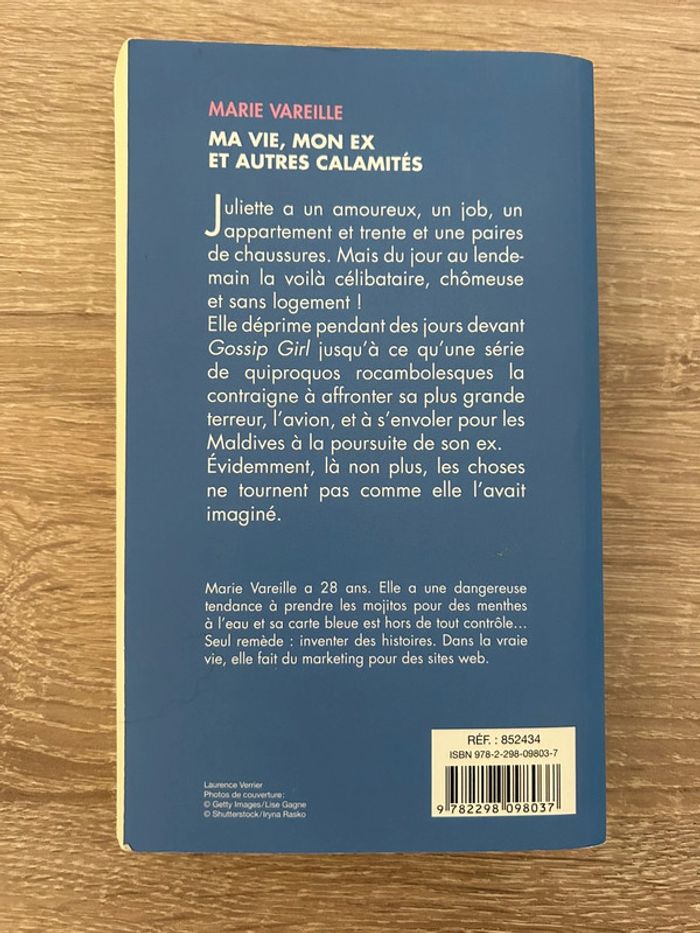 MARIE VAREILLE
MA VIE, MON EX
ET AUTRES CALAMITÉS
Juliette a un amoureux, un job, un
appartement et trente et une paires
de chaussures. Mais du jour au lende-
main la voilà célibataire, chômeuse
et sans logement !
Elle déprime pendant des jours devant
Gossip Girl jusqu'à ce qu'une série
de quiproquos rocambolesques la
contraigne à affronter sa plus grande
terreur, l'avion, et à s'envoler pour les
Maldives à la poursuite de son ex.
Évidemment, là non plus, les choses
ne tournent pas comme elle l'avait
imaginé.
Marie Vareille a 28 ans. Elle a une dangereuse
tendance à prendre les mojitos pour des menthes
à l'eau et sa carte bleue est hors de tout contrôle...
Seul remède : inventer des histoires. Dans la vraie
vie, elle fait du marketing pour des sites web.
RÉF. : 852434
ISBN 978-2-298-09803-7
9 782298 098037
Laurence Verrier
Photos de couverture :
© Getty Images/Lise Gagne
© Shutterstock/Iryna Rasko